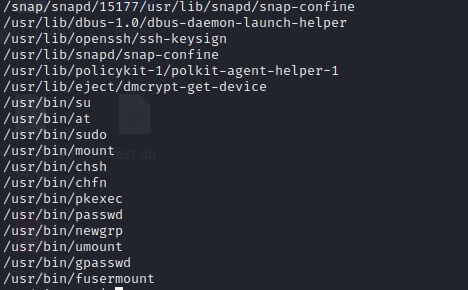 /snap/snapd/15177/usr/lib/snapd/snap-confine
/usr/lib/dbus-1.0/dbus-daemon-launch-helper
/usr/lib/openssh/ssh-keysign
/usr/lib/snapd/snap-confine
/usr/lib/policykit-1/polkit-agent-helper-1
/usr/lib/eject/dmcrypt-get-device
/usr/bin/su
/usr/bin/at
/usr/bin/sudo
/usr/bin/mount
/usr/bin/chsh
/usr/bin/chfn
/usr/bin/pkexec
/usr/bin/passwd
/usr/bin/newgrp
/usr/bin/umount
/usr/bin/gpasswd
/usr/bin/fusermount